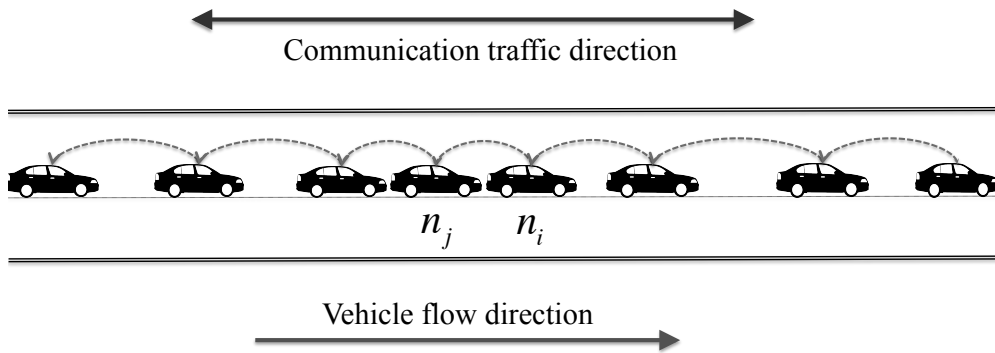 Communication traffic direction
n_j n_i
Vehicle flow direction